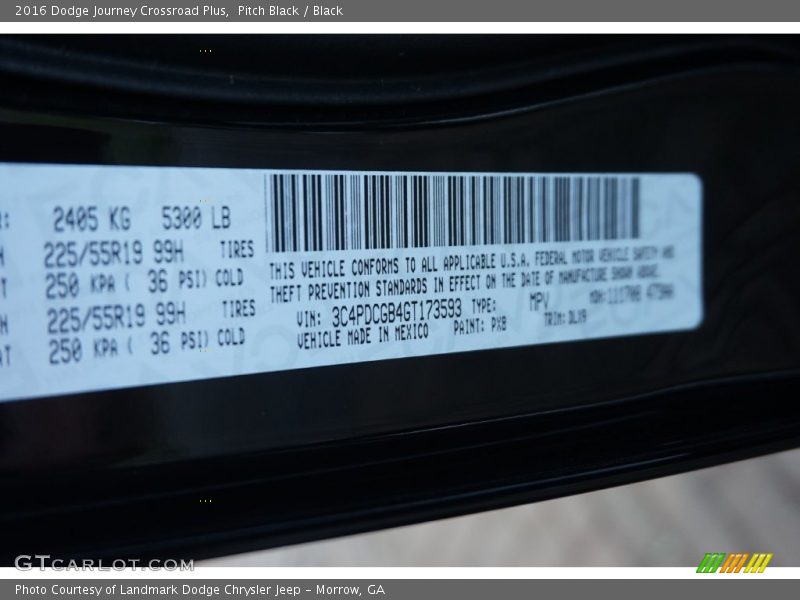 2016 Dodge Journey Crossroad Plus,  Pitch Black / Black
2405 KG 5300 LB
225/55R19 99H TIRES
250 KPA ( 36 PSI) COLD
225/55R19 99H TIRES
250 KPA ( 36 PSI) COLD
THIS VEHICLE CONFORMS TO ALL APPLICABLE U.S.A. FEDERAL MOTOR VEHICLE SAFETY AND
THEFT PREVENTION STANDARDS IN EFFECT ON THE DATE OF MANUFACTURE SHOWN ABOVE.
VIN: 3C4PDCGB4GT173593 TYPE: MPV MDH:
VEHICLE MADE IN MEXICO PAINT: PXB TRIM:
GTCARLOT.COM
Photo Courtesy of Landmark Dodge Chrysler Jeep - Morrow, GA